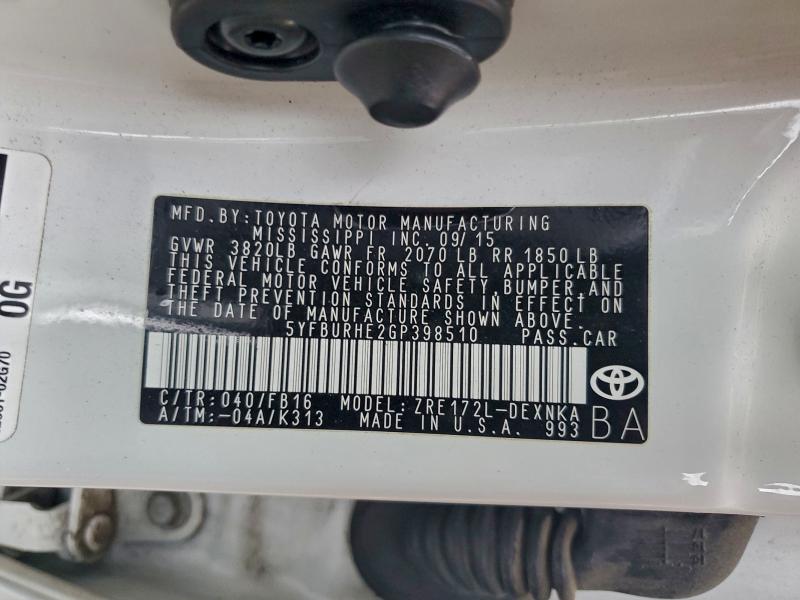 MFD. BY: TOYOTA MOTOR MANUFACTURING
MISSISSIPPI INC. 09/15
GVWR 3820LB GAWR FR 2070 LB RR 1850 LB
THIS VEHICLE CONFORMS TO ALL APPLICABLE
FEDERAL MOTOR VEHICLE SAFETY, BUMPER AND
THEFT PREVENTION STANDARDS IN EFFECT ON
THE DATE OF MANUFACTURE SHOWN ABOVE.
5YFBURHE2GP398510 PASS.CAR
C/TR: 040/FB16 MODEL: ZRE172L-DEXNKA
A/TM:-04A/K313 MADE IN U.S.A. 993
BA
0G